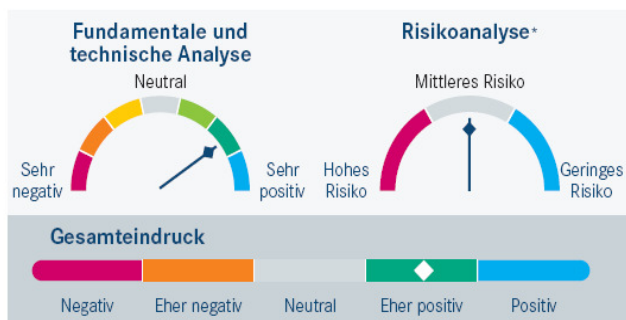 Fundamentale und
technische Analyse
Neutral
Sehr
negativ
Sehr
positiv
Risikoanalyse*
Mittleres Risiko
Hohes
Risiko
Geringes
Risiko
Gesamteindruck
Negativ
Eher negativ
Neutral
Eher positiv
Positiv